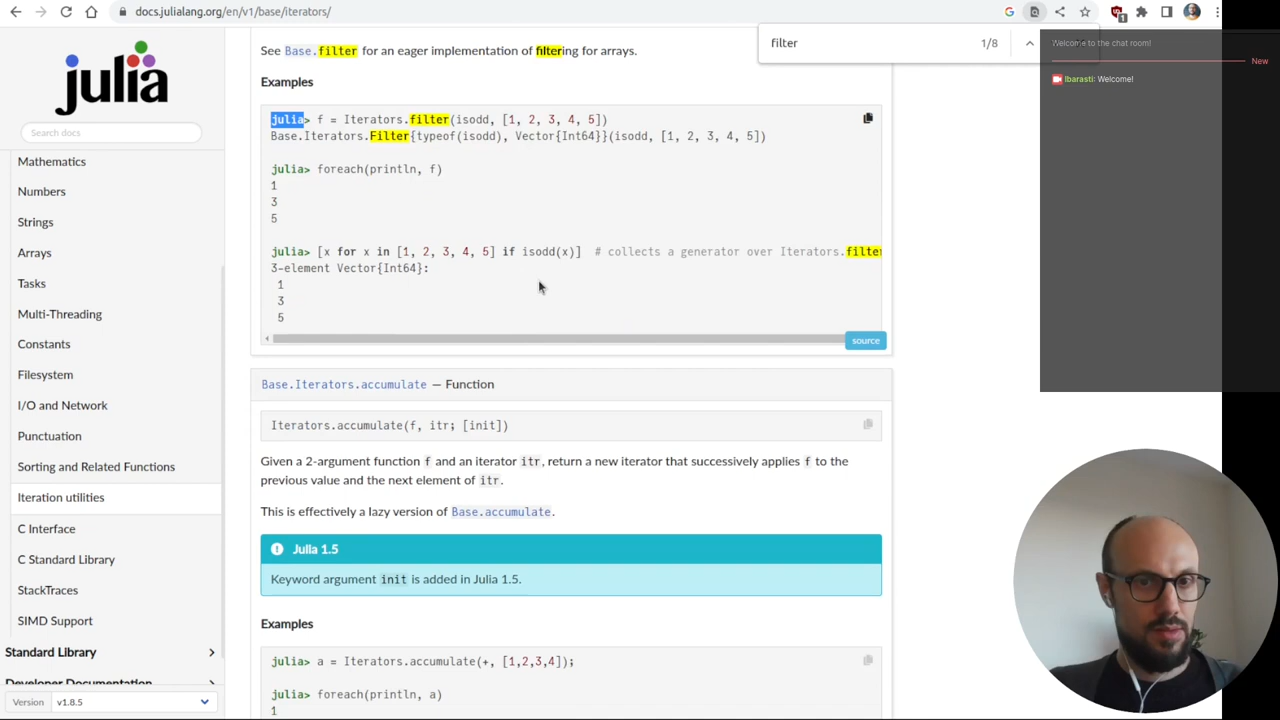 docs.julialang.org/en/v1/base/iterators/
filter
1/8
Welcome to the chat room!
New
lbarasti: Welcome!
julia
Search docs
Mathematics
Numbers
Strings
Arrays
Tasks
Multi-Threading
Constants
Filesystem
I/O and Network
Punctuation
Sorting and Related Functions
Iteration utilities
C Interface
C Standard Library
StackTraces
SIMD Support
Standard Library
Developer Documentation
Version v1.8.5
See Base.filter for an eager implementation of filtering for arrays.
Examples
julia> f = Iterators.filter(isodd, [1, 2, 3, 4, 5])
Base.Iterators.Filter{typeof(isodd), Vector{Int64}}(isodd, [1, 2, 3, 4, 5])
julia> foreach(println, f)
1
3
5
julia> [x for x in [1, 2, 3, 4, 5] if isodd(x)]  # collects a generator over Iterators.filter
3-element Vector{Int64}:
1
3
5
source
Base.Iterators.accumulate — Function
Iterators.accumulate(f, itr; [init])
Given a 2-argument function f and an iterator itr, return a new iterator that successively applies f to the
previous value and the next element of itr.
This is effectively a lazy version of Base.accumulate.
Julia 1.5
Keyword argument init is added in Julia 1.5.
Examples
julia> a = Iterators.accumulate(+, [1,2,3,4]);
julia> foreach(println, a)
1